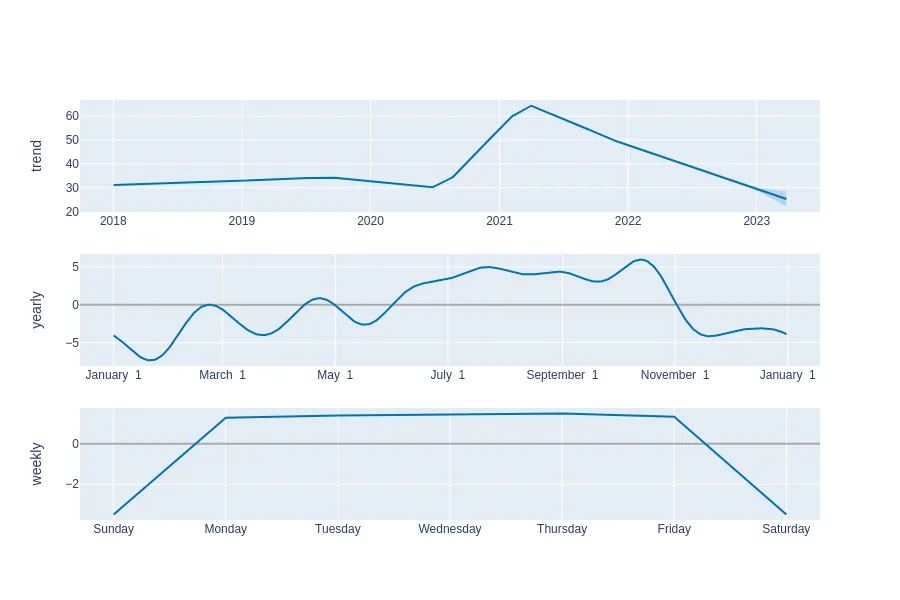 trend
60
50
40
30
20
2018 2019 2020 2021 2022 2023
yearly
5
0
−5
January 1 March 1 May 1 July 1 September 1 November 1 January 1
weekly
0
−2
Sunday Monday Tuesday Wednesday Thursday Friday Saturday